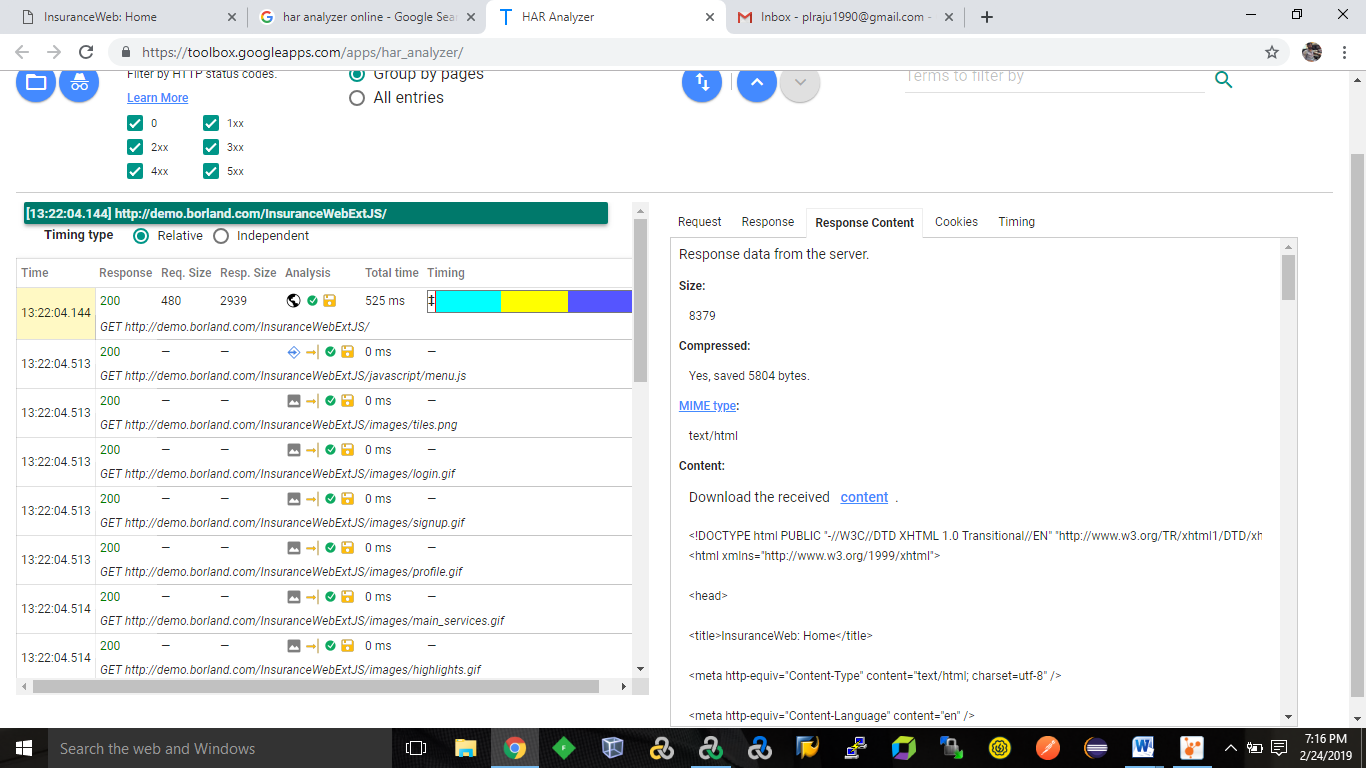 InsuranceWeb: Home
har analyzer online - Google Sea
HAR Analyzer
Inbox - plraju1990@gmail.com -
https://toolbox.googleapps.com/apps/har_analyzer/
Filter by HTTP status codes.
Learn More
0 1xx
2xx 3xx
4xx 5xx
Group by pages
All entries
Terms to filter by
[13:22:04.144] http://demo.borland.com/InsuranceWebExtJS/
Timing type Relative Independent
Time Response Req. Size Resp. Size Analysis Total time Timing
13:22:04.144 200 480 2939 525 ms
GET http://demo.borland.com/InsuranceWebExtJS/
13:22:04.513 200 – – 0 ms –
GET http://demo.borland.com/InsuranceWebExtJS/javascript/menu.js
13:22:04.513 200 – – 0 ms –
GET http://demo.borland.com/InsuranceWebExtJS/images/tiles.png
13:22:04.513 200 – – 0 ms –
GET http://demo.borland.com/InsuranceWebExtJS/images/login.gif
13:22:04.513 200 – – 0 ms –
GET http://demo.borland.com/InsuranceWebExtJS/images/signup.gif
13:22:04.513 200 – – 0 ms –
GET http://demo.borland.com/InsuranceWebExtJS/images/profile.gif
13:22:04.514 200 – – 0 ms –
GET http://demo.borland.com/InsuranceWebExtJS/images/main_services.gif
13:22:04.514 200 – – 0 ms –
GET http://demo.borland.com/InsuranceWebExtJS/images/highlights.gif
Request Response Response Content Cookies Timing
Response data from the server.
Size:
8379
Compressed:
Yes, saved 5804 bytes.
MIME type:
text/html
Content:
Download the received content .
<!DOCTYPE html PUBLIC "-//W3C//DTD XHTML 1.0 Transitional//EN" "http://www.w3.org/TR/xhtml1/DTD/xh
<html xmlns="http://www.w3.org/1999/xhtml">
<head>
<title>InsuranceWeb: Home</title>
<meta http-equiv="Content-Type" content="text/html; charset=utf-8" />
<meta http-equiv="Content-Language" content="en" />
Search the web and Windows
7:16 PM
2/24/2019